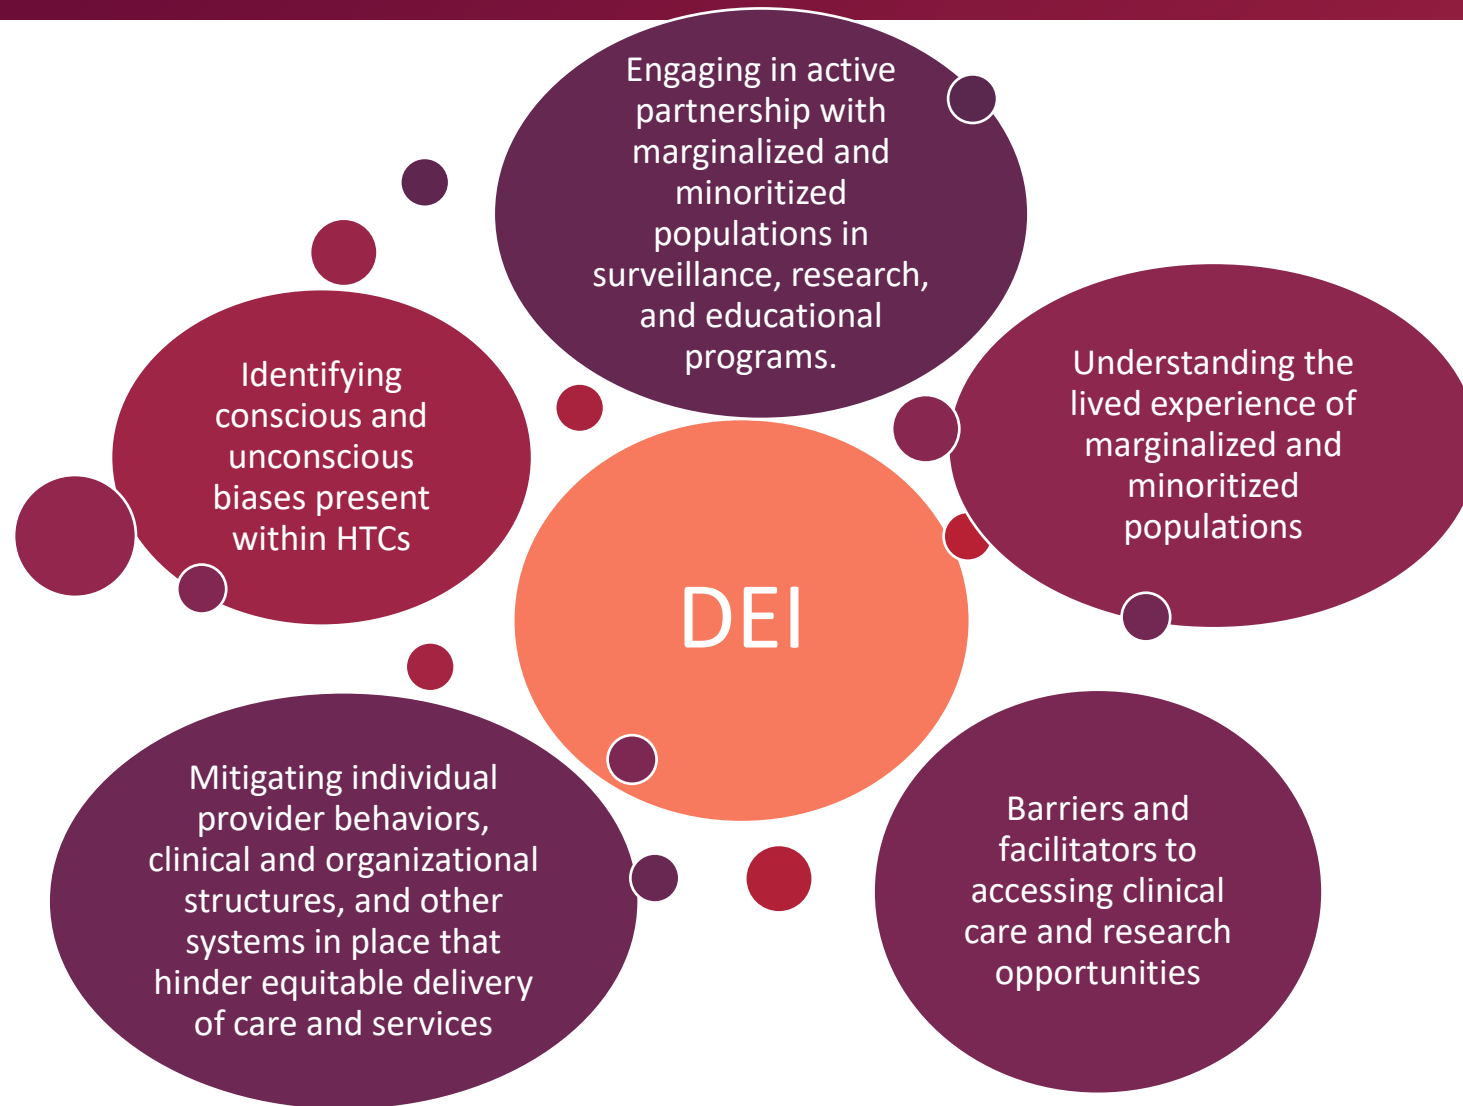 Engaging in active
partnership with
marginalized and
minoritized
populations in
surveillance, research,
and educational
programs.
Identifying
conscious and
unconscious
biases present
within HTCs
Understanding the
lived experience of
marginalized and
minoritized
populations
DEI
Mitigating individual
provider behaviors,
clinical and organizational
structures, and other
systems in place that
hinder equitable delivery
of care and services
Barriers and
facilitators to
accessing clinical
care and research
opportunities